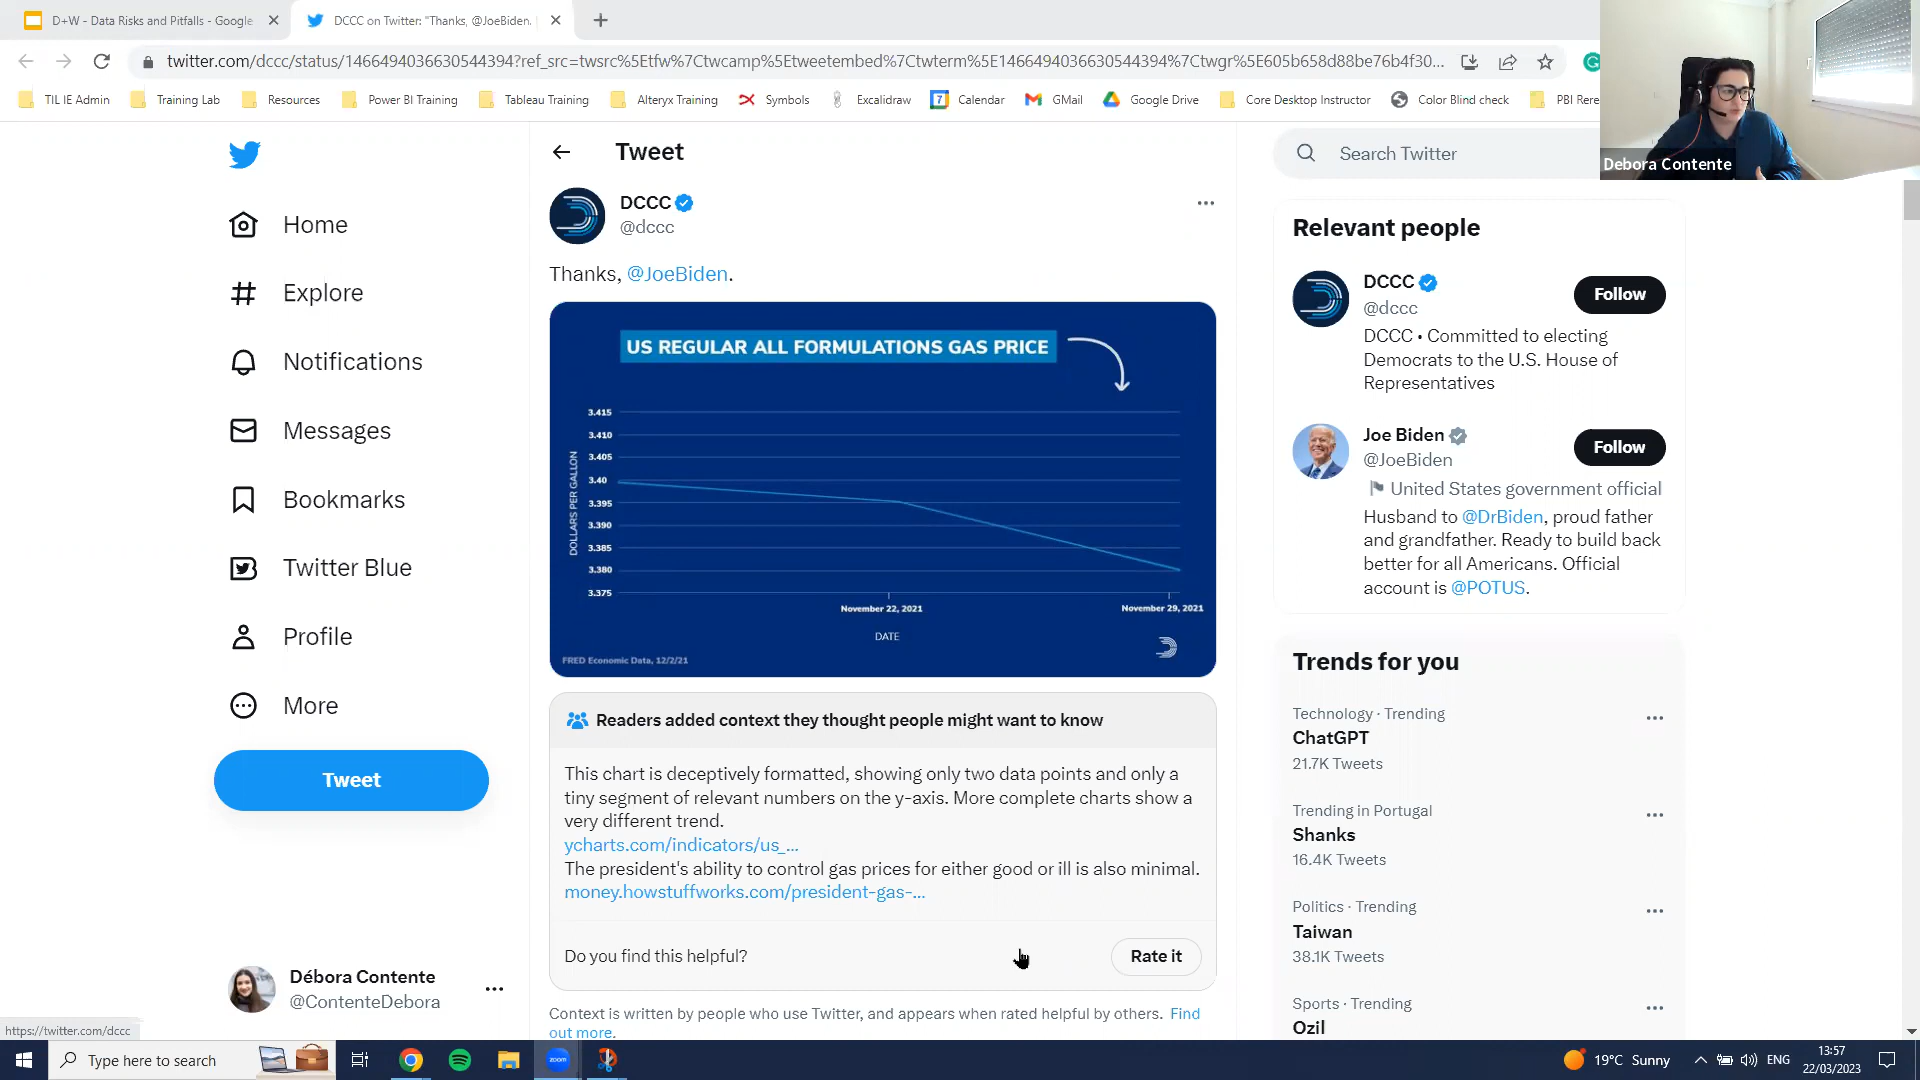 D+W - Data Risks and Pitfalls - Google
DCCC on Twitter: "Thanks, @JoeBiden.
twitter.com/dccc/status/1466494036630544394?ref_src=twsrc%5Etfw%7Ctwcamp%5Etweetembed%7Ctwterm%5E1466494036630544394%7Ctwgr%5E605b658d88be76b4f30...
TIL IE Admin
Training Lab
Resources
Power BI Training
Tableau Training
Alteryx Training
Symbols
Excalidraw
7
Calendar
GMail
Google Drive
Core Desktop Instructor
Color Blind check
PBI Rere
Debora Contente
Home
Explore
Notifications
Messages
Bookmarks
Twitter Blue
Profile
More
Tweet
Débora Contente
@ContenteDebora
https://twitter.com/dccc
Tweet
DCCC
@dccc
Thanks, @JoeBiden.
US REGULAR ALL FORMULATIONS GAS PRICE
DOLLARS PER GALLON
3.415
3.410
3.405
3.40
3.395
3.390
3.385
3.380
3.375
November 22, 2021
November 29, 2021
DATE
FRED Economic Data, 12/2/21
Readers added context they thought people might want to know
This chart is deceptively formatted, showing only two data points and only a
tiny segment of relevant numbers on the y-axis. More complete charts show a
very different trend.
ycharts.com/indicators/us_...
The president's ability to control gas prices for either good or ill is also minimal.
money.howstuffworks.com/president-gas-...
Do you find this helpful?
Rate it
Context is written by people who use Twitter, and appears when rated helpful by others. Find
out more.
Search Twitter
Relevant people
DCCC
@dccc
Follow
DCCC • Committed to electing
Democrats to the U.S. House of
Representatives
Joe Biden
@JoeBiden
Follow
United States government official
Husband to @DrBiden, proud father
and grandfather. Ready to build back
better for all Americans. Official
account is @POTUS.
Trends for you
Technology · Trending
ChatGPT
21.7K Tweets
Trending in Portugal
Shanks
16.4K Tweets
Politics · Trending
Taiwan
38.1K Tweets
Sports · Trending
Ozil
Type here to search
zoom
19°C Sunny
ENG
13:57
22/03/2023